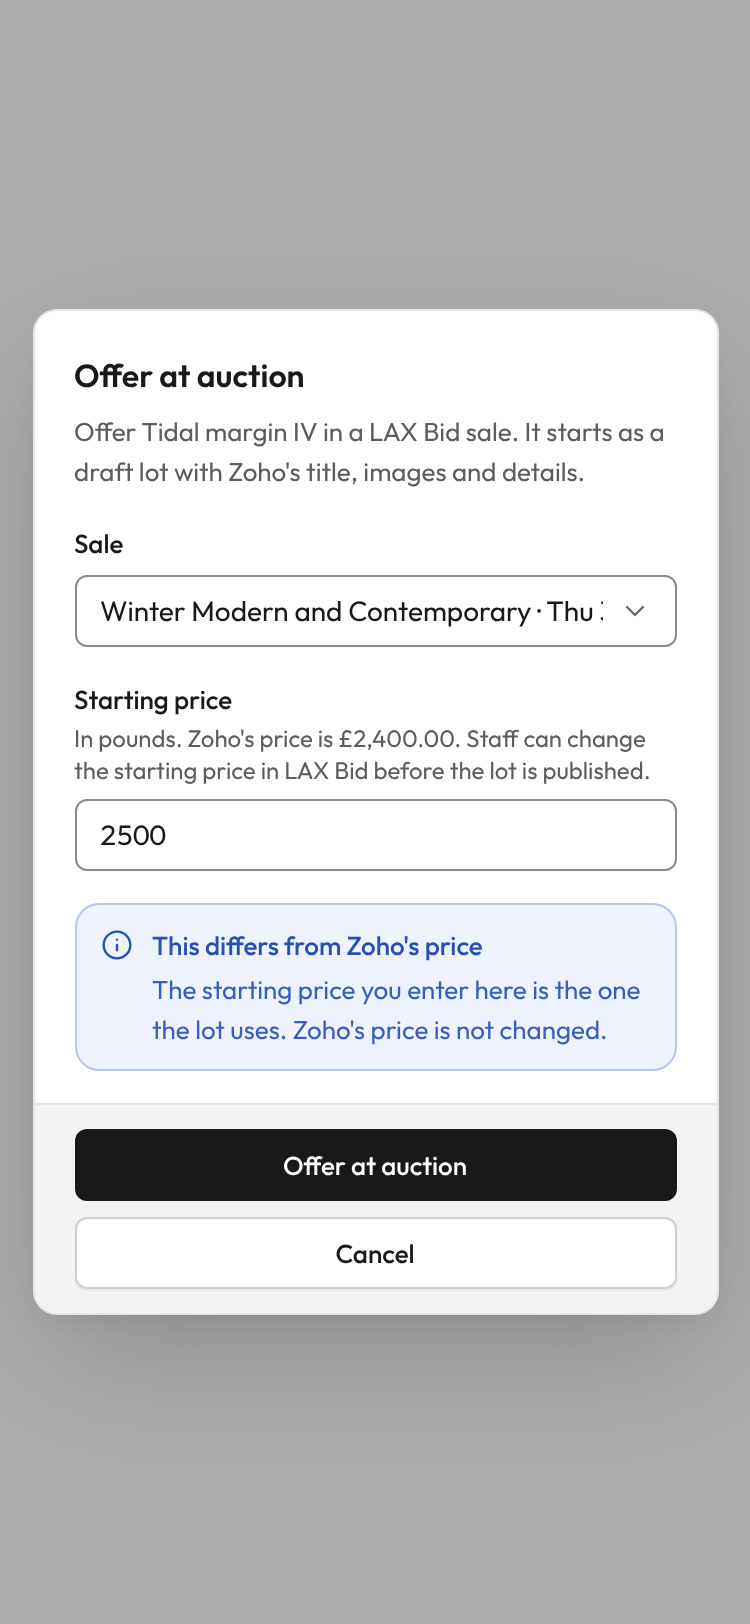 Offer at auction
Offer Tidal margin IV in a LAX Bid sale. It starts as a
draft lot with Zoho's title, images and details.
Sale
Winter Modern and Contemporary · Thu
Starting price
In pounds. Zoho's price is £2,400.00. Staff can change
the starting price in LAX Bid before the lot is published.
2500
This differs from Zoho's price
The starting price you enter here is the one
the lot uses. Zoho's price is not changed.
Offer at auction
Cancel